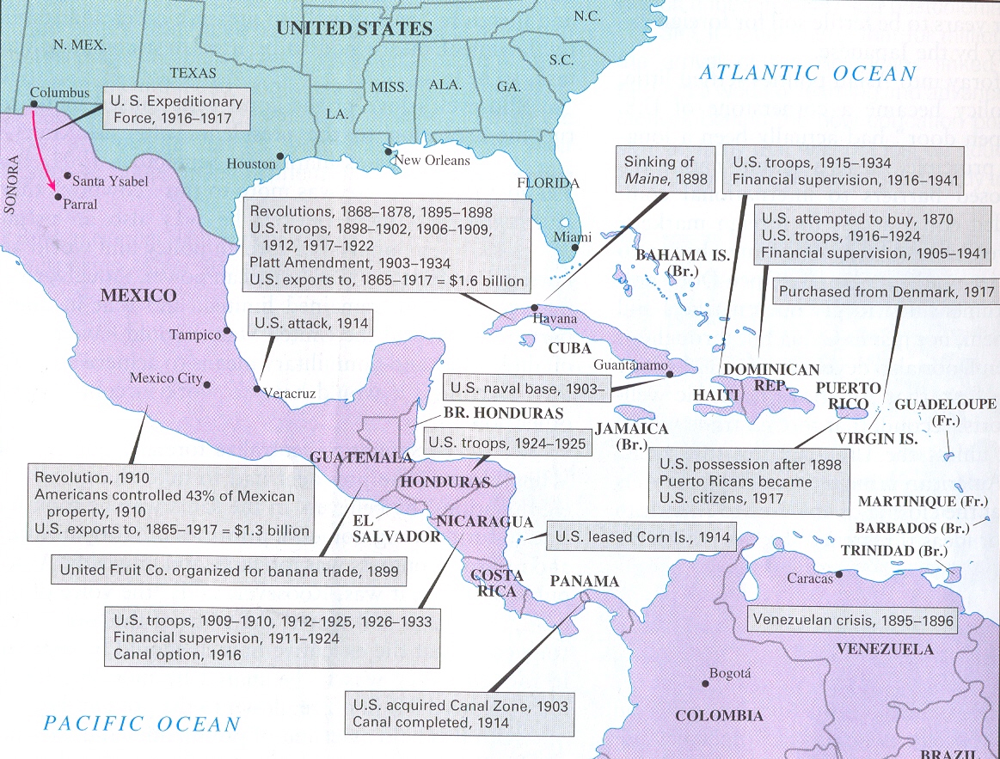 N.C.
UNITED STATES
N. MEX.
S.C.
TEXAS
ATLANTIC OCEAN
MISS.
ALA.
GA.
Columbus
U. S. Expeditionary
Force, 1916–1917
LA.
Houston
New Orleans
SONORA
Santa Ysabel
Parral
FLORIDA
Sinking of
Maine, 1898
U.S. troops, 1915–1934
Financial supervision, 1916–1941
Revolutions, 1868–1878, 1895–1898
U.S. troops, 1898–1902, 1906–1909,
1912, 1917–1922
Platt Amendment, 1903–1934
U.S. exports to, 1865–1917 = $1.6 billion
Miami
U.S. attempted to buy, 1870
U.S. troops, 1916–1924
Financial supervision, 1905–1941
BAHAMA IS.
(Br.)
Purchased from Denmark, 1917
MEXICO
U.S. attack, 1914
Havana
Tampico
CUBA
Guantánamo
Mexico City
Veracruz
U.S. naval base, 1903–
DOMINICAN
REP.
HAITI
PUERTO
RICO
GUADELOUPE
(Fr.)
BR. HONDURAS
JAMAICA
(Br.)
VIRGIN IS.
U.S. troops, 1924–1925
GUATEMALA
HONDURAS
U.S. possession after 1898
Puerto Ricans became
U.S. citizens, 1917
Revolution, 1910
Americans controlled 43% of Mexican
property, 1910
U.S. exports to, 1865–1917 = $1.3 billion
MARTINIQUE (Fr.)
EL
SALVADOR
NICARAGUA
BARBADOS (Br.)
U.S. leased Corn Is., 1914
TRINIDAD (Br.)
United Fruit Co. organized for banana trade, 1899
COSTA
RICA
PANAMA
Caracas
U.S. troops, 1909–1910, 1912–1925, 1926–1933
Financial supervision, 1911–1924
Canal option, 1916
Venezuelan crisis, 1895–1896
VENEZUELA
Bogotá
U.S. acquired Canal Zone, 1903
Canal completed, 1914
COLOMBIA
PACIFIC OCEAN
BRAZIL